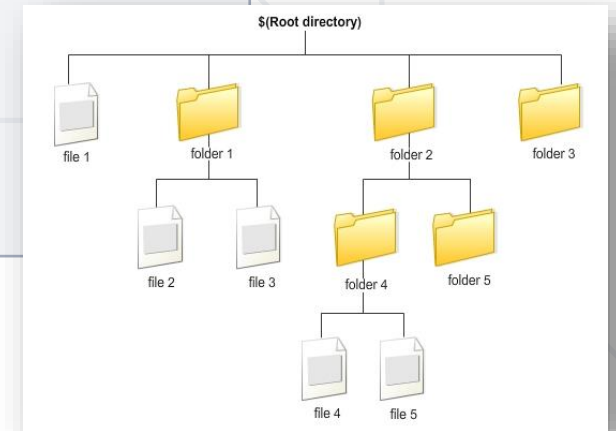 $(Root directory)
file 1
folder 1
folder 2
folder 3
file 2
file 3
folder 4
folder 5
file 4
file 5